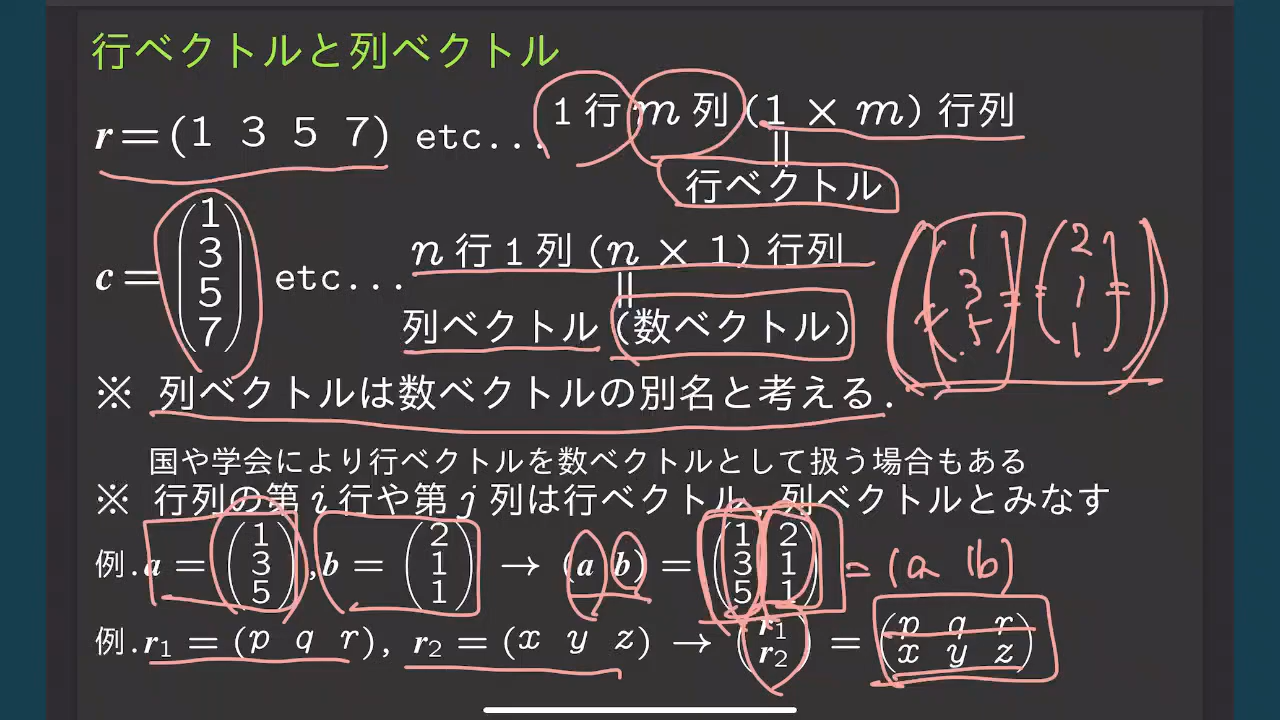 行ベクトルと列ベクトル
1行 m列 (1 × m) 行列
r = (1 3 5 7) etc...
||
行ベクトル
c = (1 3 5 7) etc...
n行1列 (n × 1) 行列
||
列ベクトル (数ベクトル)
((1 3 5) (2 1 1))
※ 列ベクトルは数ベクトルの別名と考える.
国や学会により行ベクトルを数ベクトルとして扱う場合もある
※ 行列の第i行や第j列は行ベクトル, 列ベクトルとみなす
例. a = (1 3 5), b = (2 1 1) → (a b) = (1 2 3 1 5 1) = (a b)
例. r1 = (p q r), r2 = (x y z) → (r1 r2) = (p q r x y z)